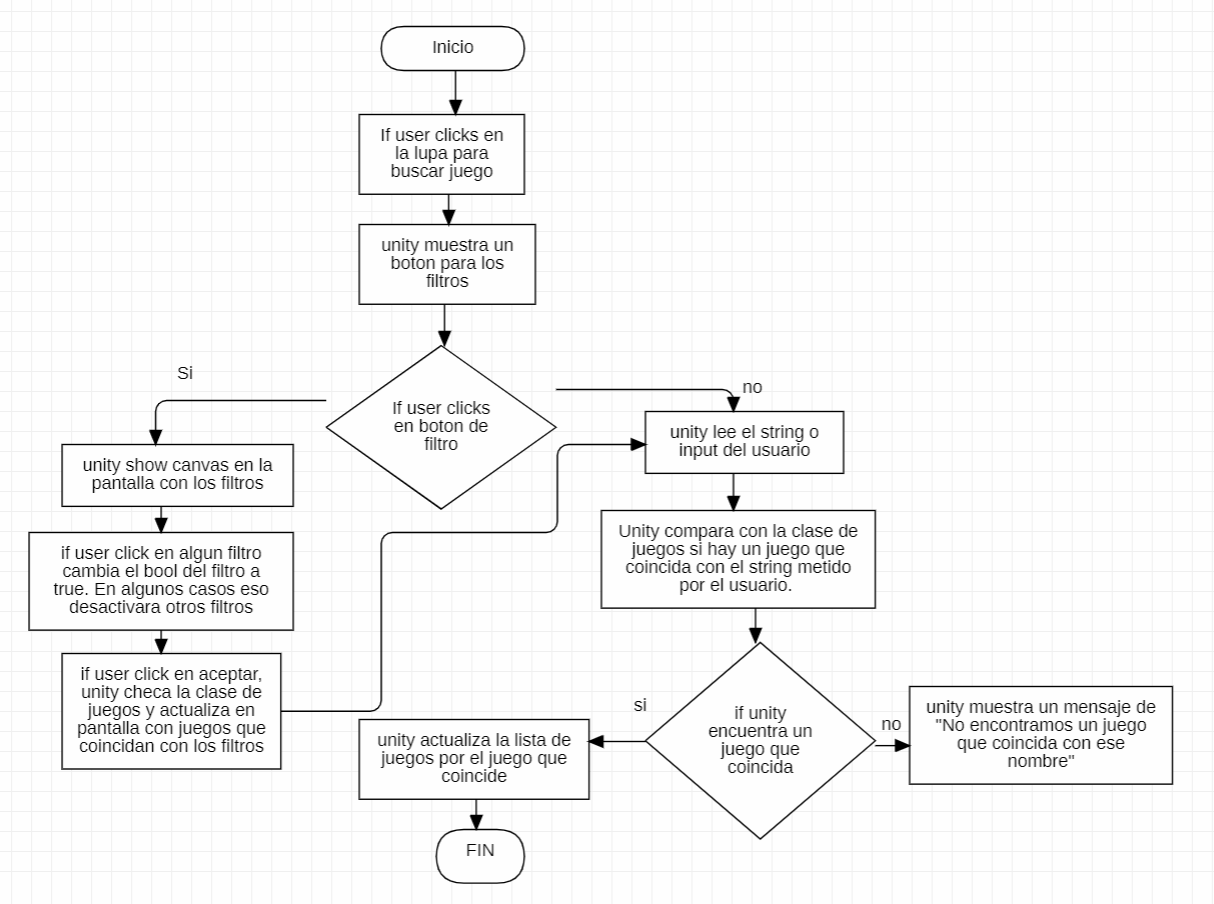 Inicio
If user clicks en
la lupa para
buscar juego
unity muestra un
boton para los
filtros
If user clicks
en boton de
filtro
Si
unity show canvas en la
pantalla con los filtros
if user click en algun filtro
cambia el bool del filtro a
true. En algunos casos eso
desactivara otros filtros
if user click en aceptar,
unity checa la clase de
juegos y actualiza en
pantalla con juegos que
coincidan con los filtros
no
unity lee el string o
input del usuario
Unity compara con la clase de
juegos si hay un juego que
coincida con el string metido
por el usuario.
if unity
encuentra un
juego que
coincida
si
unity actualiza la lista de
juegos por el juego que
coincide
FIN
no
unity muestra un mensaje de
"No encontramos un juego
que coincida con ese
nombre"